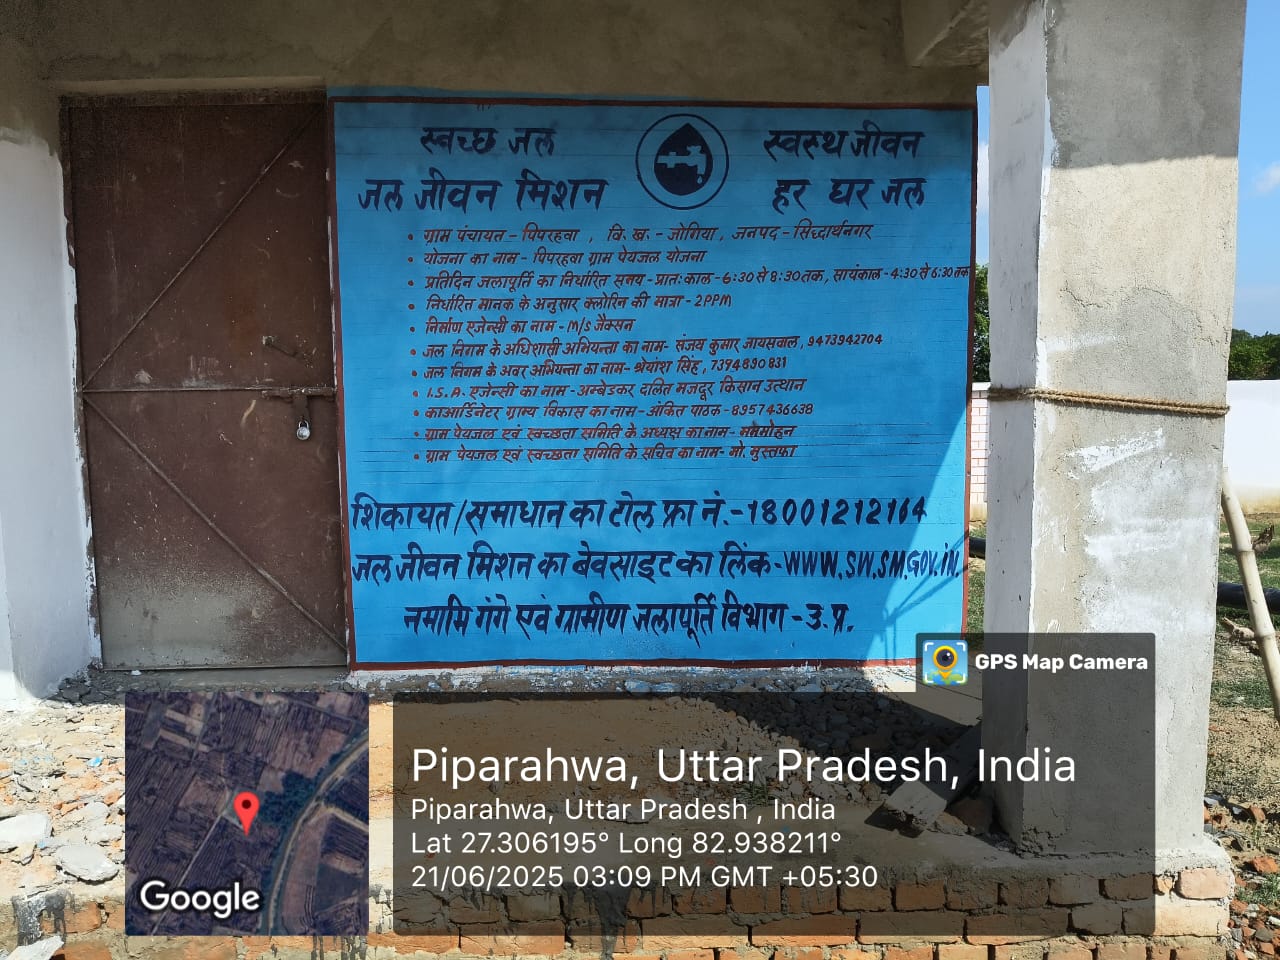 स्वच्छ जल
स्वस्थ जीवन
जल जीवन मिशन
हर घर जल
• ग्राम पंचायत - पिपरहवा , वि. ख. - जोगिया, जनपद - सिद्धार्थनगर
• योजना का नाम - पिपरहवा ग्राम पेयजल योजना
• प्रतिदिन जलापूर्ति का निर्धारित समय - प्रातः काल - 6:30 से 8:30 तक, सायंकाल - 4:30 से 6:30 तक
• निर्धारित मानक के अनुसार क्लोरिन की मात्रा - 2PPM
• निर्माण एजेन्सी का नाम - M/S जैक्सन
• जल निगम के अधिशासी अभियन्ता का नाम - संजय कुमार जायसवाल , 9473942704
• जल निगम के अवर अभियन्ता का नाम - श्रेयांश सिंह , 7394890831
• I.S.A. एजेन्सी का नाम - अम्बेडकर दलित मजदूर किसान उत्थान
• काआर्डिनेटर ग्राम्य विकास का नाम - अंकित पाठक - 8957436638
• ग्राम पेयजल एवं स्वच्छता समिति के अध्यक्ष का नाम - मनमोहन
• ग्राम पेयजल एवं स्वच्छता समिति के सचिव का नाम - मो. मुस्तफा
शिकायत/समाधान का टोल फ्रा नं. - 18001212164
जल जीवन मिशन का बेवसाइट का लिंक - WWW.SW.SM.GOV.iN.
नमामि गंगे एवं ग्रामीण जलापूर्ति विभाग - उ. प्र.
GPS Map Camera
Piparahwa, Uttar Pradesh, India
Piparahwa, Uttar Pradesh , India
Lat 27.306195° Long 82.938211°
21/06/2025 03:09 PM GMT +05:30
Google